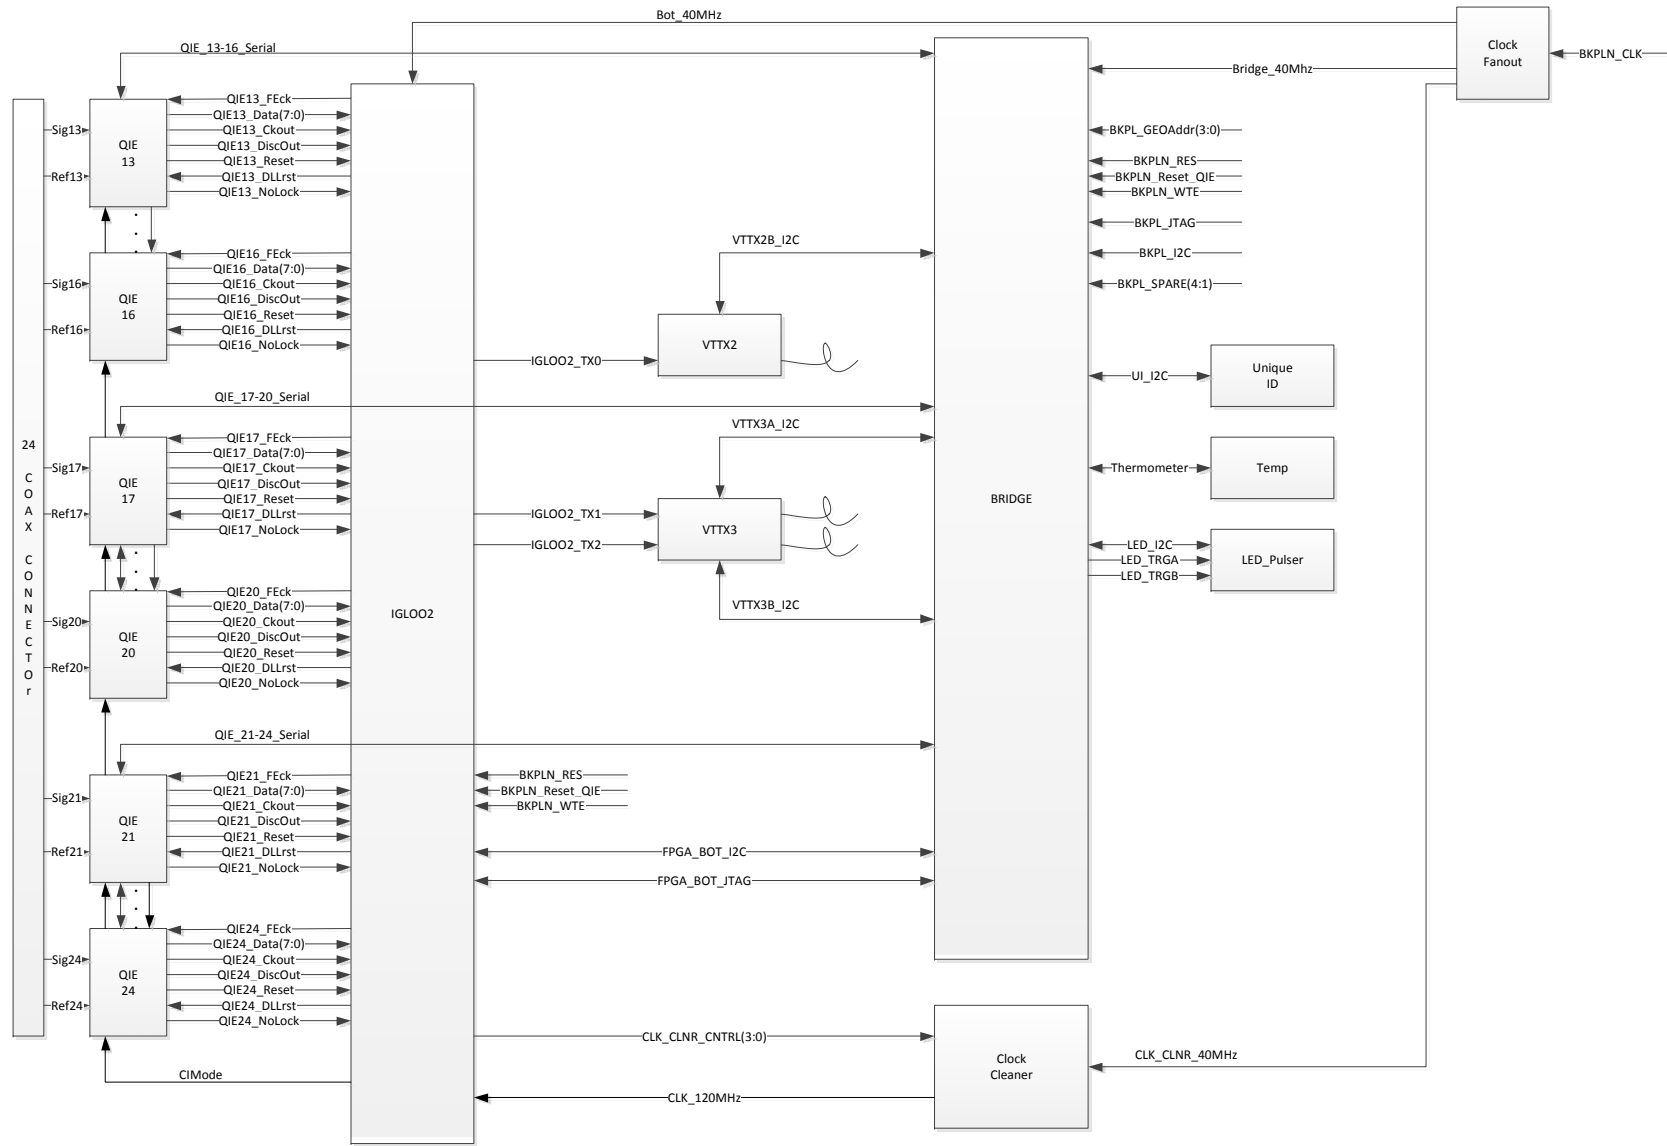 Bot_40MHz
Clock
Fanout
BKPLN_CLK
QIE_13-16_Serial
Bridge_40Mhz
QIE13_FEck
QIE13_Data(7:0)
Sig13
QIE
13
QIE13_Ckout
BKPL_GEOAddr(3:0)
QIE13_DiscOut
QIE13_Reset
BKPLN_RES
Ref13
QIE13_DLLrst
BKPLN_Reset_QIE
QIE13_NoLock
BKPLN_WTE
BKPL_JTAG
VTTX2B_I2C
QIE16_FEck
BKPL_I2C
QIE16_Data(7:0)
Sig16
QIE
16
QIE16_Ckout
BKPL_SPARE(4:1)
QIE16_DiscOut
QIE16_Reset
Ref16
QIE16_DLLrst
QIE16_NoLock
VTTX2
IGLOO2_TX0
Unique
ID
UI_I2C
QIE_17-20_Serial
VTTX3A_I2C
24
C
O
A
X
C
O
N
N
E
C
T
O
r
QIE17_FEck
QIE17_Data(7:0)
Sig17
QIE
17
QIE17_Ckout
Thermometer
Temp
QIE17_DiscOut
QIE17_Reset
BRIDGE
Ref17
QIE17_DLLrst
IGLOO2_TX1
QIE17_NoLock
VTTX3
IGLOO2_TX2
LED_I2C
LED_TRGA
LED_Pulser
LED_TRGB
QIE20_FEck
QIE20_Data(7:0)
VTTX3B_I2C
IGLOO2
Sig20
QIE
20
QIE20_Ckout
QIE20_DiscOut
QIE20_Reset
Ref20
QIE20_DLLrst
QIE20_NoLock
QIE_21-24_Serial
QIE21_FEck
BKPLN_RES
QIE21_Data(7:0)
BKPLN_Reset_QIE
Sig21
QIE
21
QIE21_Ckout
BKPLN_WTE
QIE21_DiscOut
QIE21_Reset
Ref21
QIE21_DLLrst
FPGA_BOT_I2C
QIE21_NoLock
FPGA_BOT_JTAG
QIE24_FEck
QIE24_Data(7:0)
Sig24
QIE
24
QIE24_Ckout
QIE24_DiscOut
QIE24_Reset
Ref24
QIE24_DLLrst
QIE24_NoLock
CLK_CLNR_CNTRL(3:0)
Clock
Cleaner
CLK_CLNR_40MHz
CIMode
CLK_120MHz